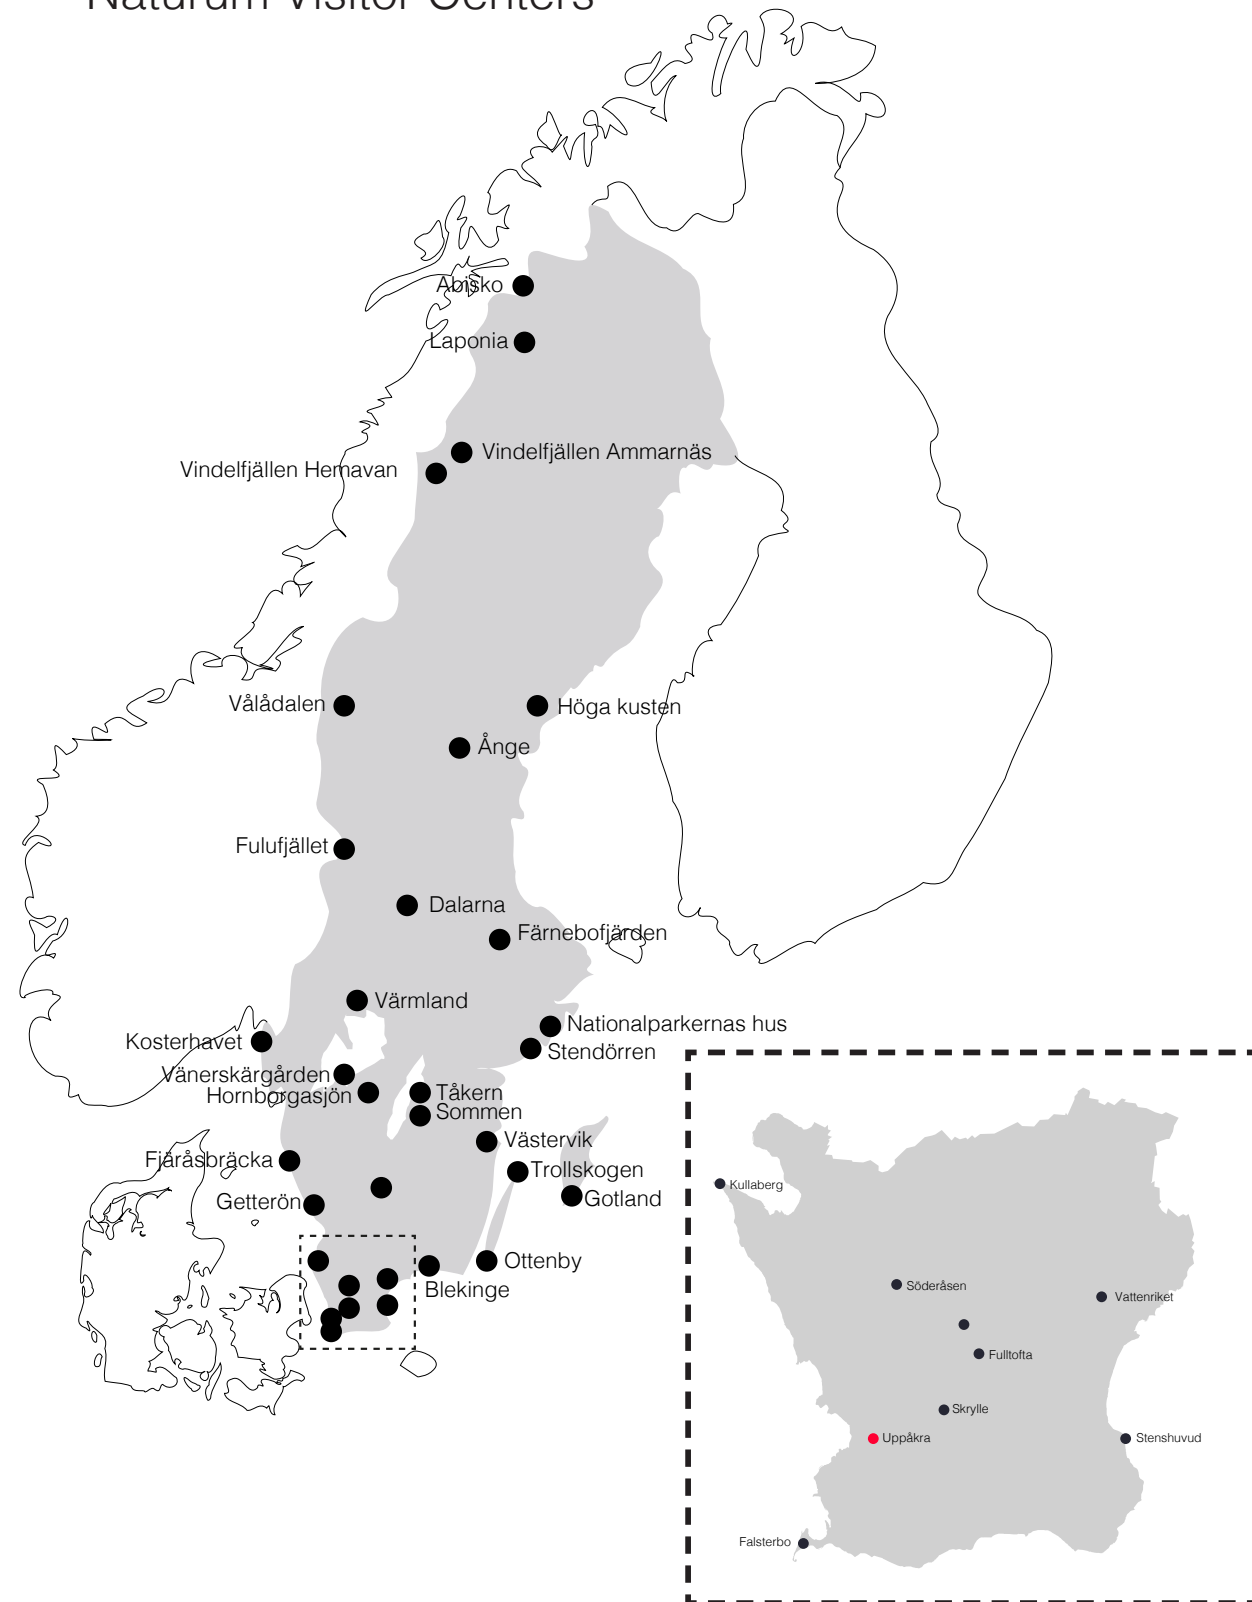 Naturum Visitor Centers
Abisko
Laponia
Vindelfjällen Ammarnäs
Vindelfjällen Hemavan
Vålådalen
Höga kusten
Ånge
Fulufjället
Dalarna
Färnebofjärden
Värmland
Nationalparkernas hus
Kosterhavet
Stendörren
Vänerskärgården
Hornborgasjön
Tåkern
Sommen
Västervik
Fjäråsbräcka
Trollskogen
Getterön
Gotland
Ottenby
Blekinge
Kullaberg
Söderåsen
Vattenriket
Fulltofta
Skrylle
Uppåkra
Stenshuvud
Falsterbo